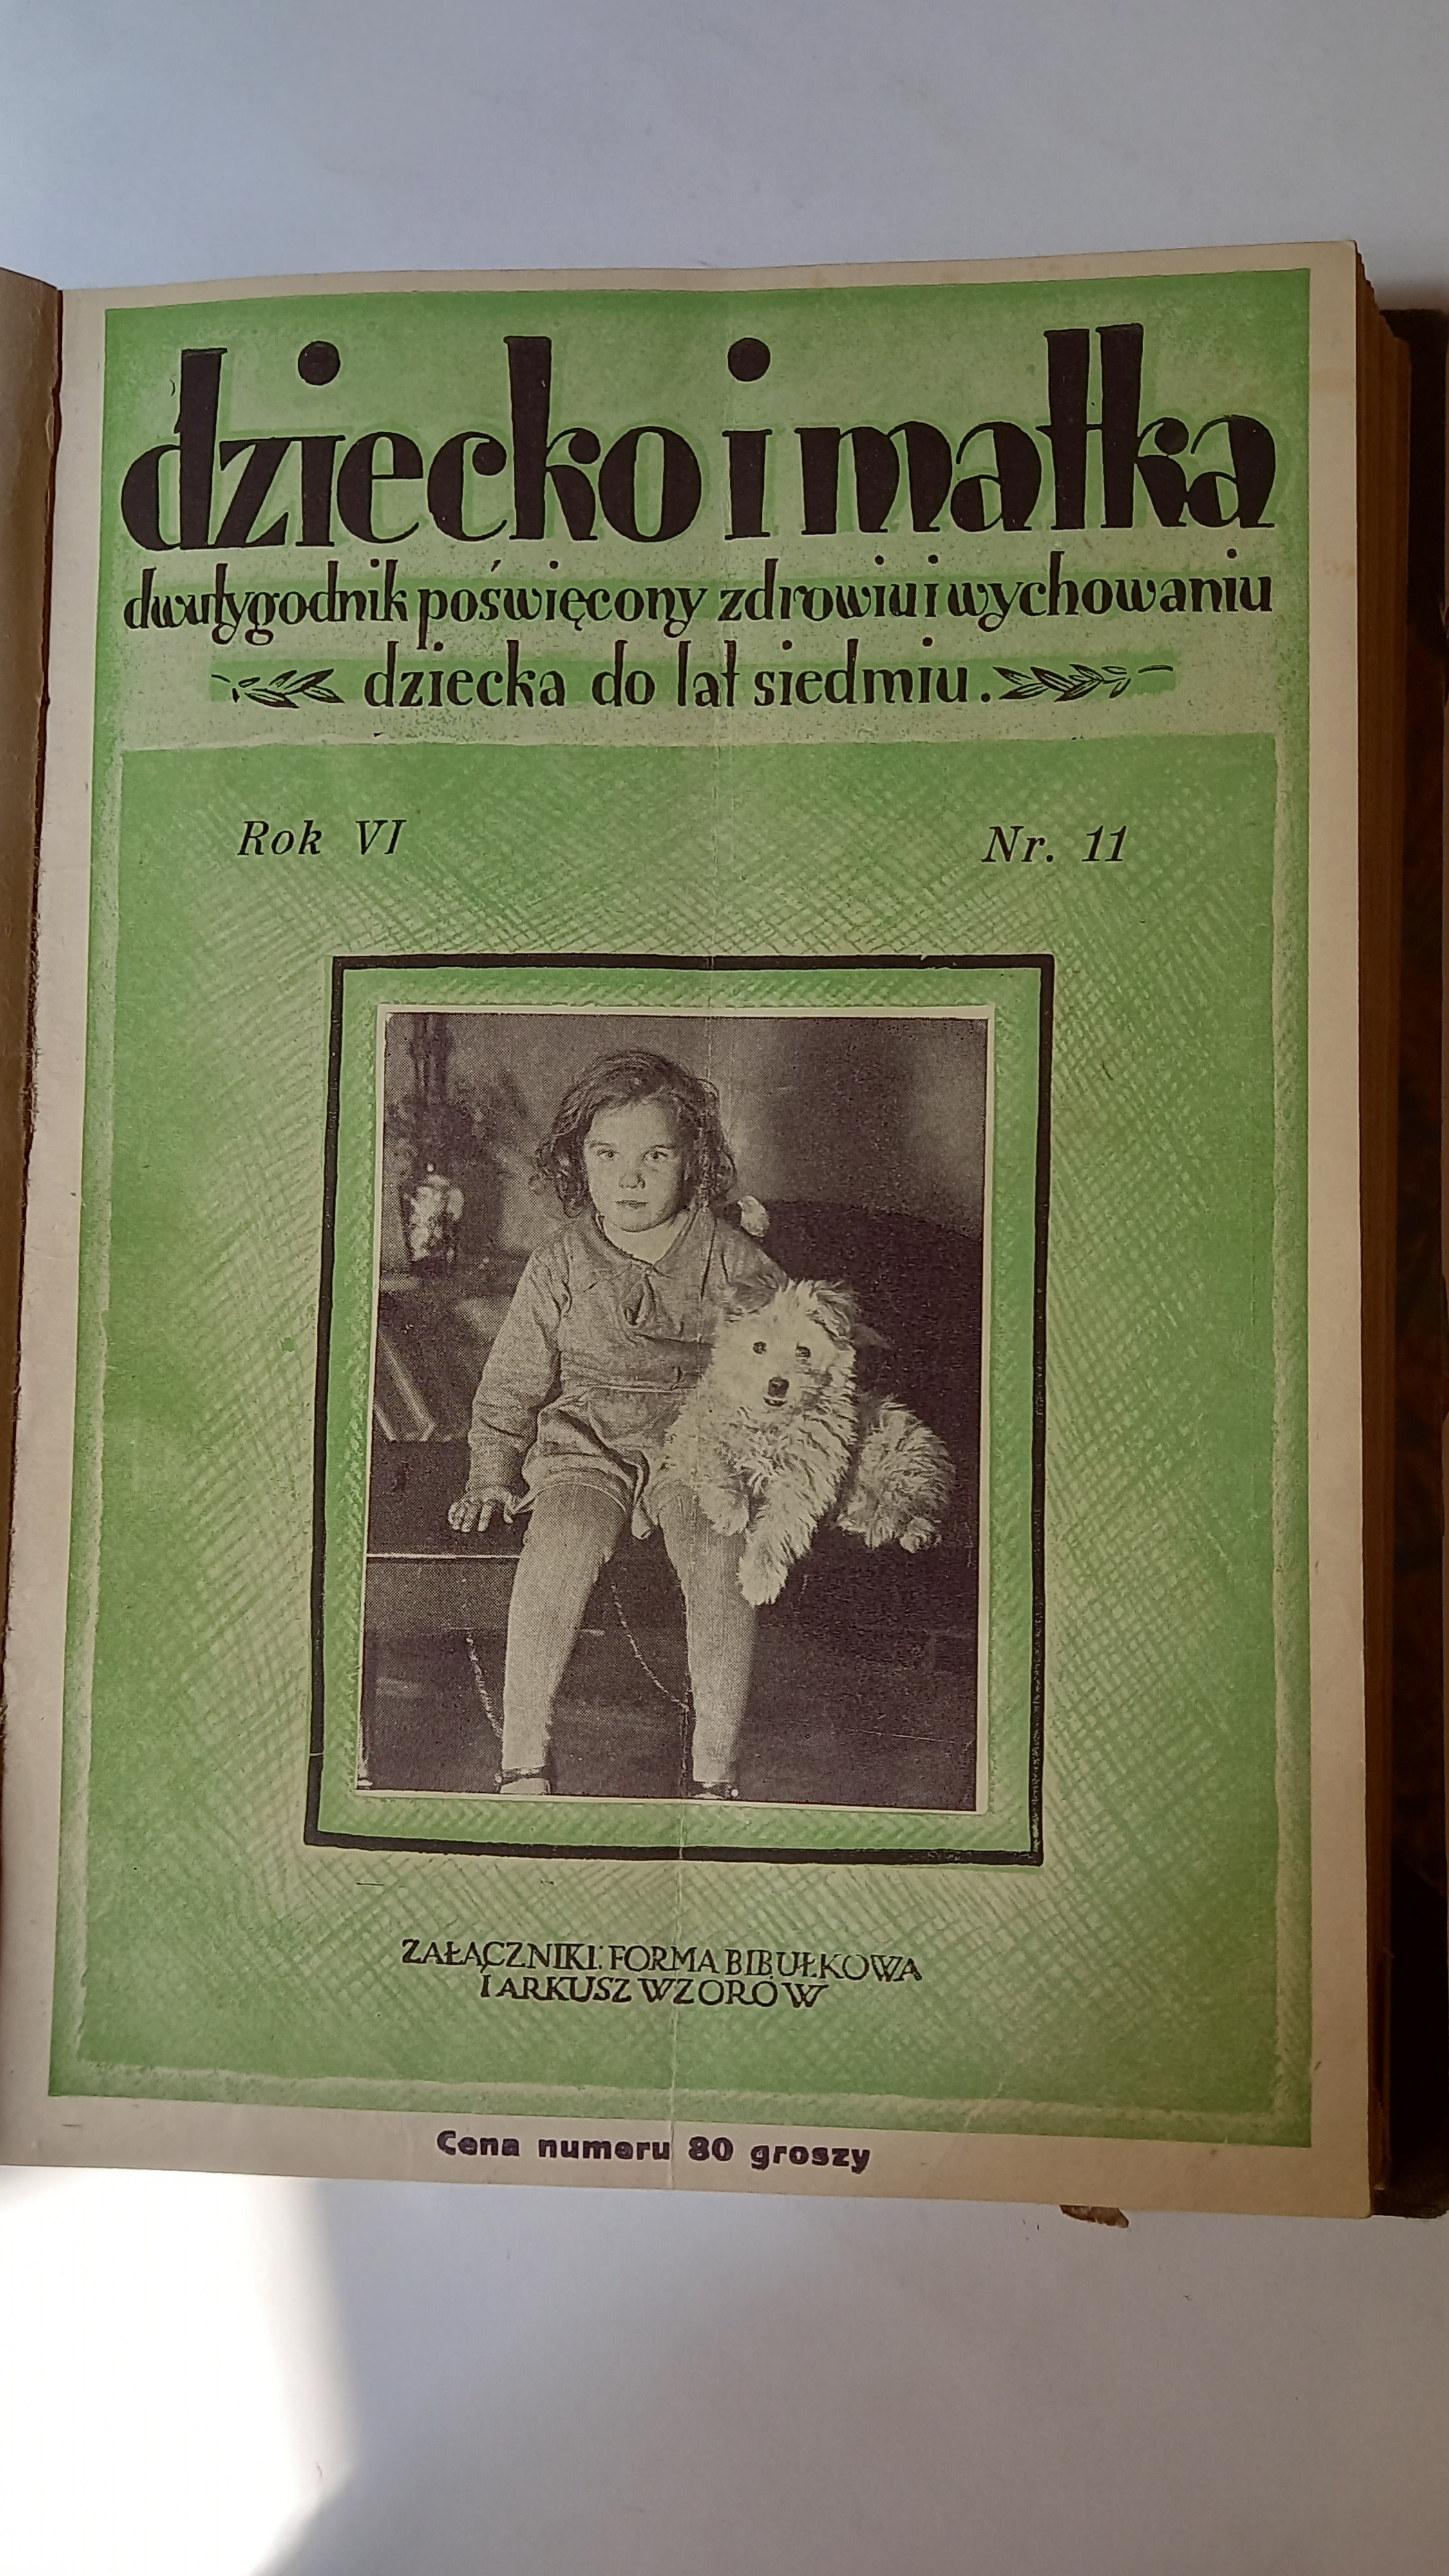 dziecko i matka
dwutygodnik poświęcony zdrowiu i wychowaniu
dziecka do lat siedmiu.
Rok VI
Nr. 11
ZAŁĄCZNIKI: FORMA BIBUŁKOWA
I ARKUSZ WZORÓW
Cena numeru 80 groszy